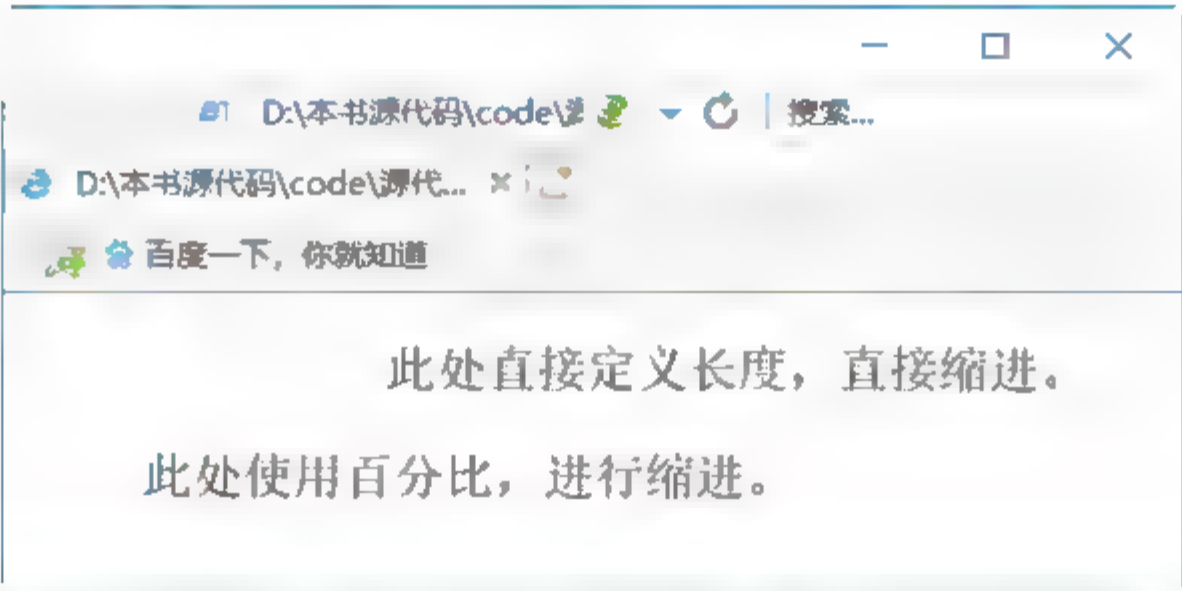 D:\本书源代码\code\ 搜索...
D:\本书源代码\code\源代...
百度一下，你就知道
此处直接定义长度，直接缩进。
此处使用百分比，进行缩进。